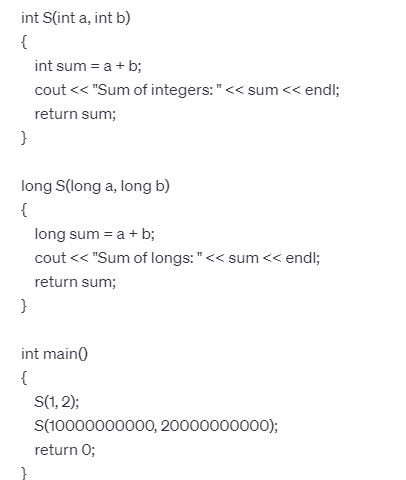 int S(int a, int b)
{
int sum = a + b;
cout << "Sum of integers: " << sum << endl;
return sum;
}
long S(long a, long b)
{
long sum = a + b;
cout << "Sum of longs: " << sum << endl;
return sum;
}
int main()
{
S(1, 2);
S(10000000000, 20000000000);
return 0;
}